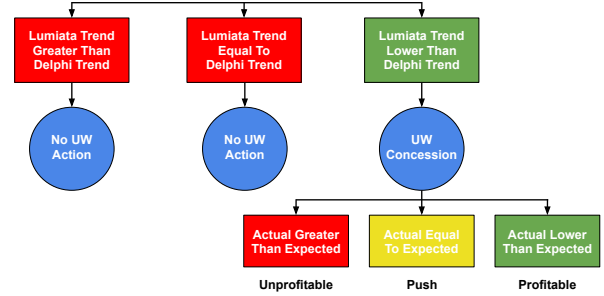 Lumiata Trend
Greater Than
Delphi Trend
Lumiata Trend
Equal To
Delphi Trend
Lumiata Trend
Lower Than
Delphi Trend
No UW
Action
No UW
Action
UW
Concession
Actual Greater
Than Expected
Actual Equal
To Expected
Actual Lower
Than Expected
Unprofitable
Push
Profitable